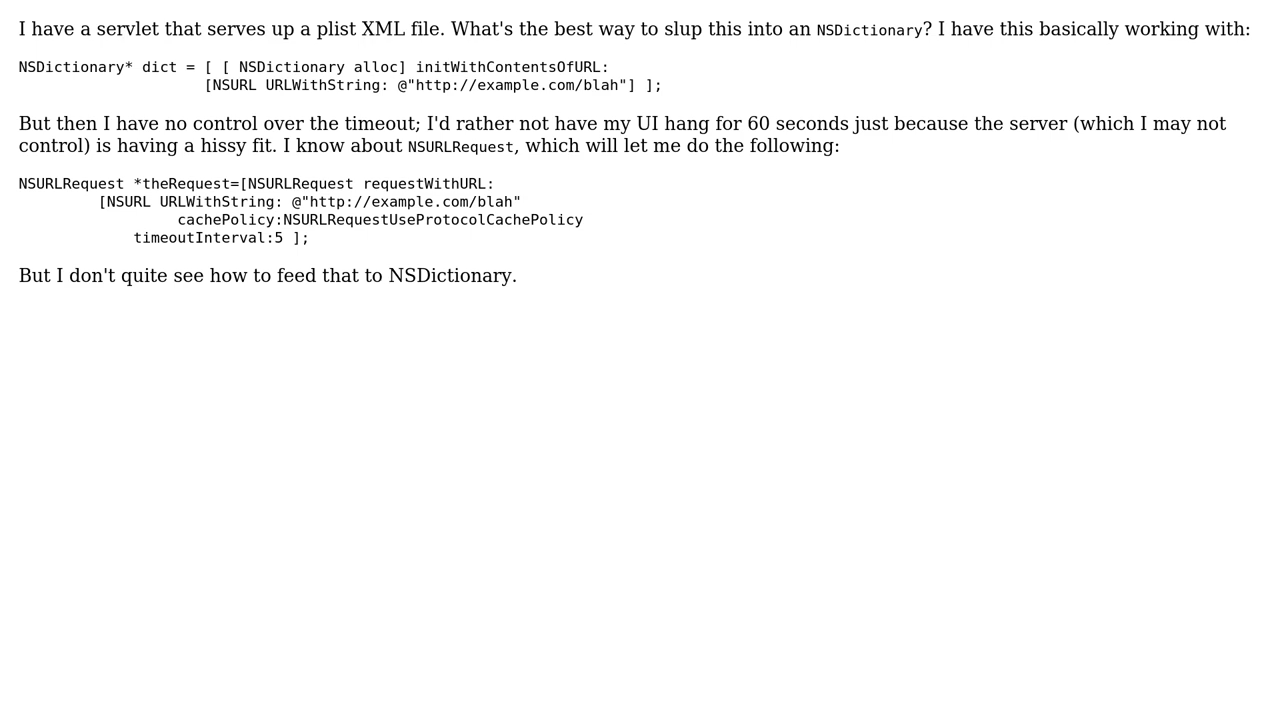 I have a servlet that serves up a plist XML file. What's the best way to slup this into an NSDictionary? I have this basically working with:
NSDictionary* dict = [ [ NSDictionary alloc] initWithContentsOfURL:
[NSURL URLWithString: @"http://example.com/blah"] ];
But then I have no control over the timeout; I'd rather not have my UI hang for 60 seconds just because the server (which I may not
control) is having a hissy fit. I know about NSURLRequest, which will let me do the following:
NSURLRequest *theRequest=[NSURLRequest requestWithURL:
[NSURL URLWithString: @"http://example.com/blah"
cachePolicy:NSURLRequestUseProtocolCachePolicy
timeoutInterval:5 ];
But I don't quite see how to feed that to NSDictionary.